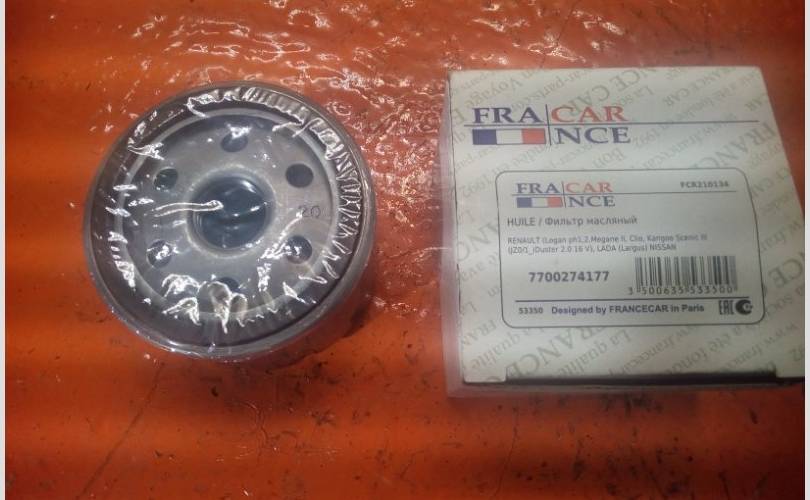 20
FRA CAR
NCE
FRA CAR
NCE
FCR210134
HUILE / Фильтр масляный
RENAULT (Logan ph1,2,Megane II, Clio, Kangoo Scenic III
(JZ0/1_)Duster 2.0 16 V), LADA (Largus) NISSAN
7700274177
3 500635 533500
53350 Designed by FRANCECAR in Paris
EAC